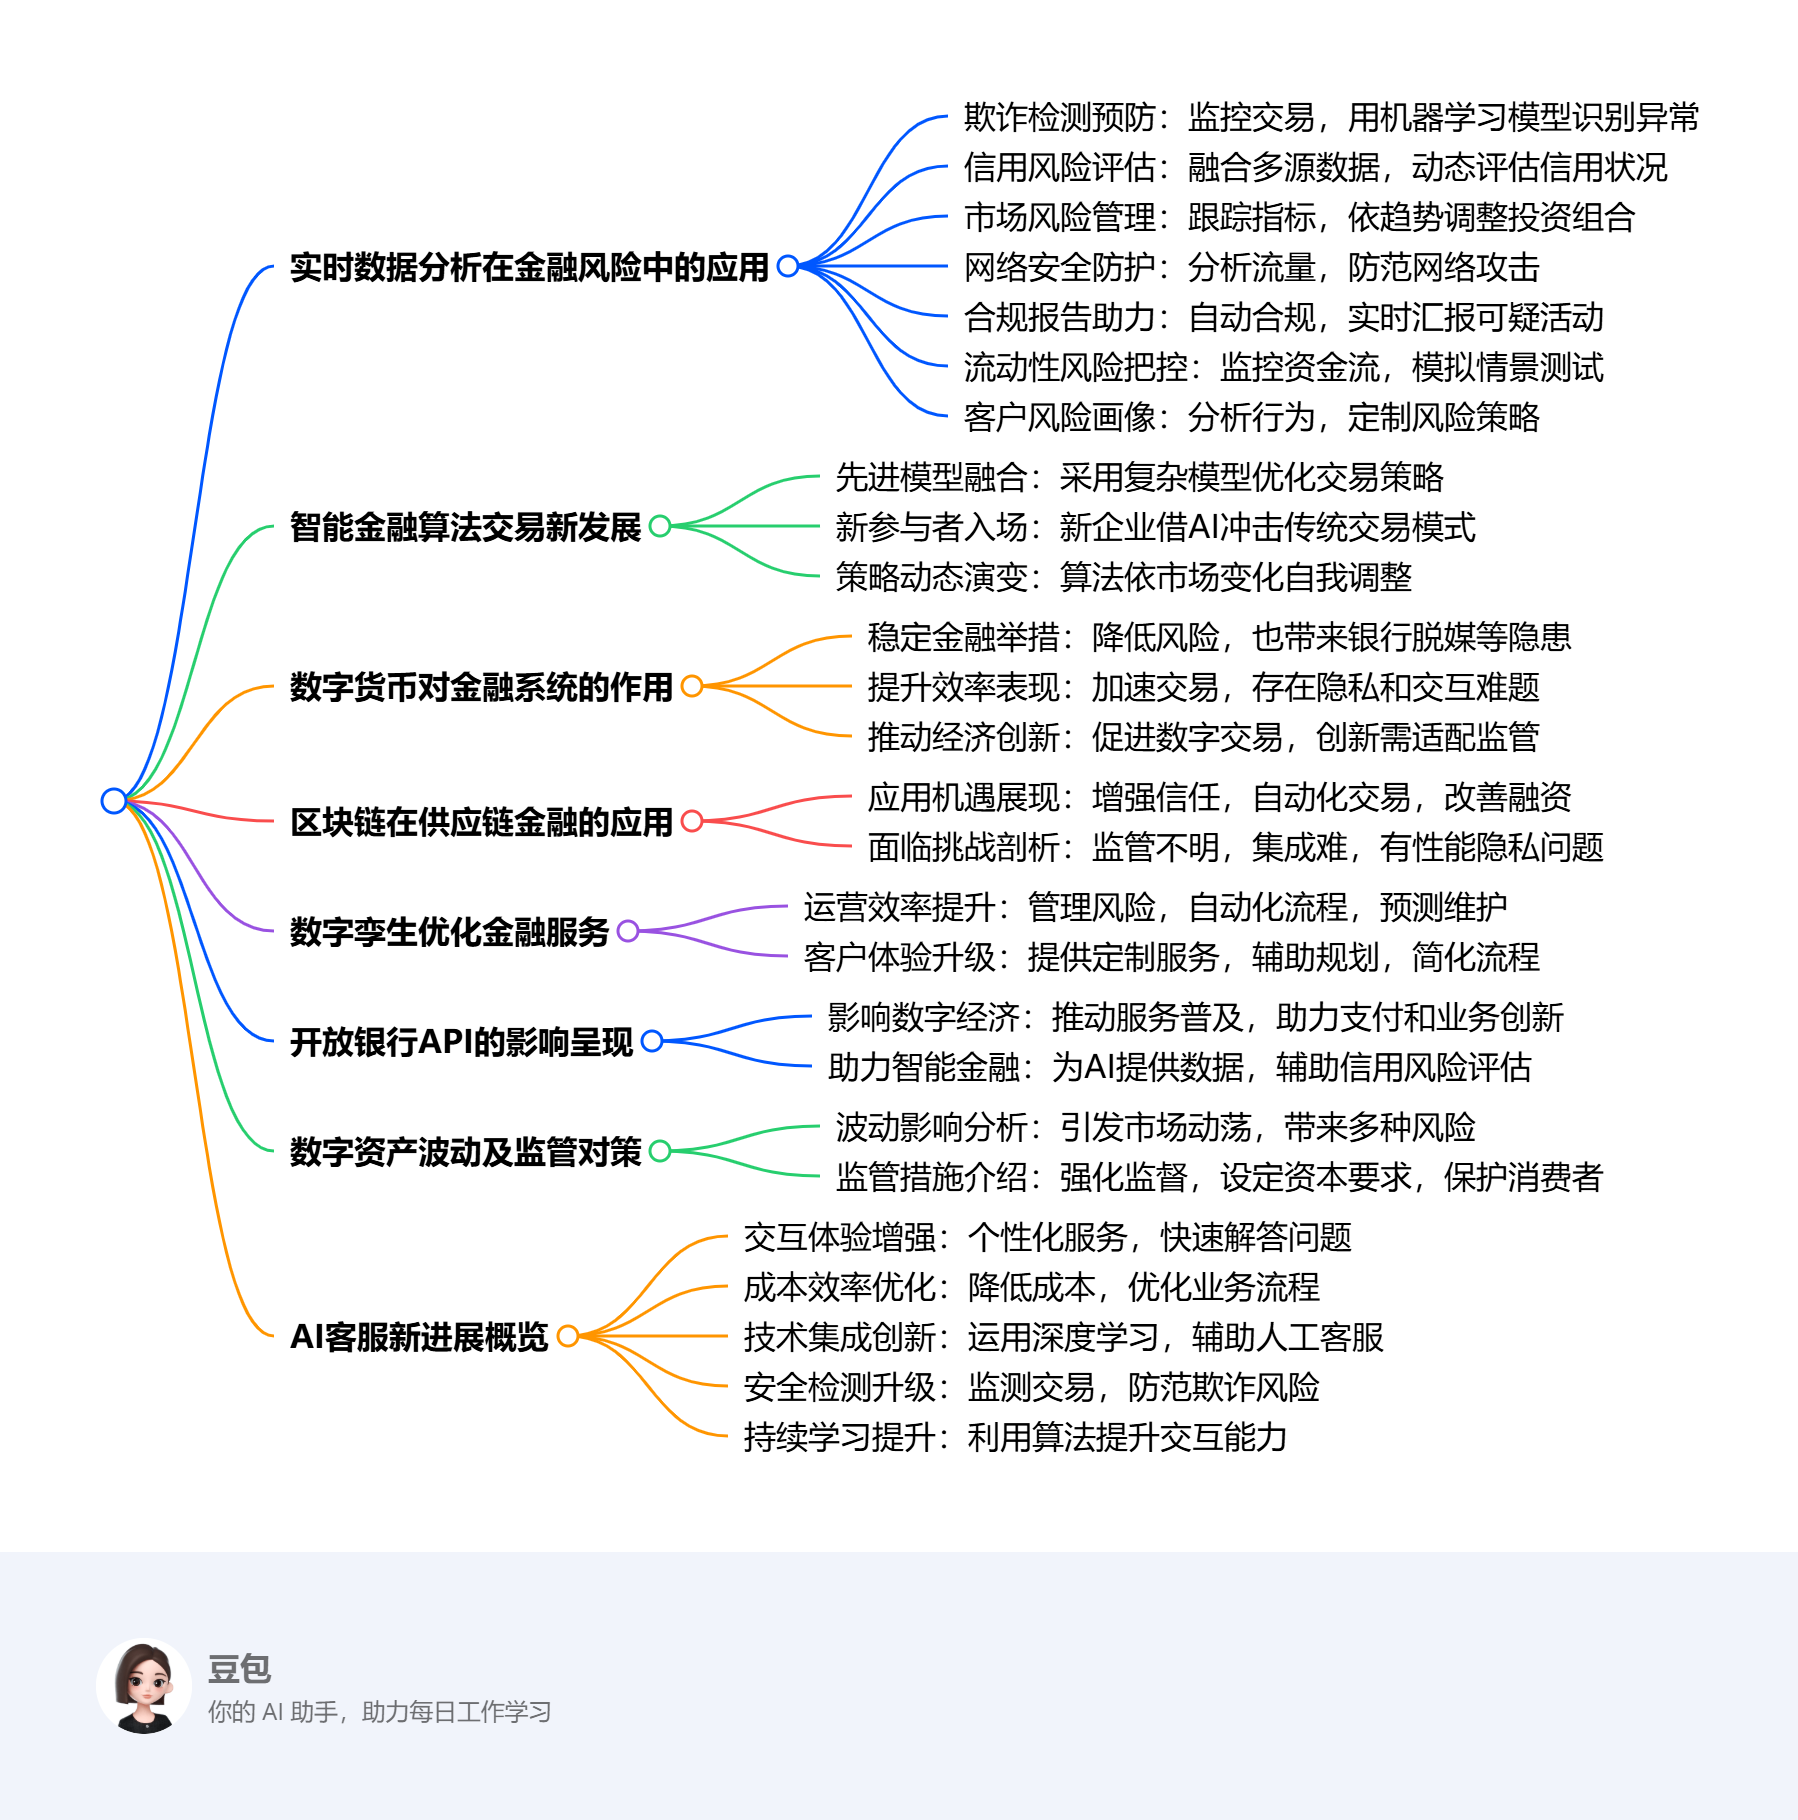 实时数据分析在金融风险中的应用
欺诈检测预防：监控交易，用机器学习模型识别异常
信用风险评估：融合多源数据，动态评估信用状况
市场风险管理：跟踪指标，依趋势调整投资组合
网络安全防护：分析流量，防范网络攻击
合规报告助力：自动合规，实时汇报可疑活动
流动性风险把控：监控资金流，模拟情景测试
客户风险画像：分析行为，定制风险策略
智能金融算法交易新发展
先进模型融合：采用复杂模型优化交易策略
新参与者入场：新企业借AI冲击传统交易模式
策略动态演变：算法依市场变化自我调整
数字货币对金融系统的作用
稳定金融举措：降低风险，也带来银行脱媒等隐患
提升效率表现：加速交易，存在隐私和交互难题
推动经济创新：促进数字交易，创新需适配监管
区块链在供应链金融的应用
应用机遇展现：增强信任，自动化交易，改善融资
面临挑战剖析：监管不明，集成难，有性能隐私问题
数字孪生优化金融服务
运营效率提升：管理风险，自动化流程，预测维护
客户体验升级：提供定制服务，辅助规划，简化流程
开放银行API的影响呈现
影响数字经济：推动服务普及，助力支付和业务创新
助力智能金融：为AI提供数据，辅助信用风险评估
数字资产波动及监管对策
波动影响分析：引发市场动荡，带来多种风险
监管措施介绍：强化监督，设定资本要求，保护消费者
AI客服新进展概览
交互体验增强：个性化服务，快速解答问题
成本效率优化：降低成本，优化业务流程
技术集成创新：运用深度学习，辅助人工客服
安全检测升级：监测交易，防范欺诈风险
持续学习提升：利用算法提升交互能力
豆包
你的 AI 助手，助力每日工作学习